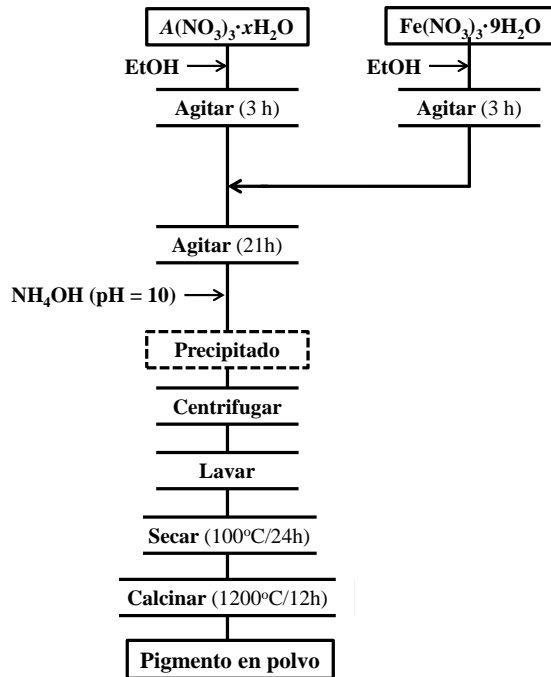 A(NO₃)₃·xH₂O
Fe(NO₃)₃·9H₂O
EtOH
EtOH
Agitar (3 h)
Agitar (3 h)
Agitar (21h)
NH₄OH (pH = 10)
Precipitado
Centrifugar
Lavar
Secar (100°C/24h)
Calcinar (1200°C/12h)
Pigmento en polvo